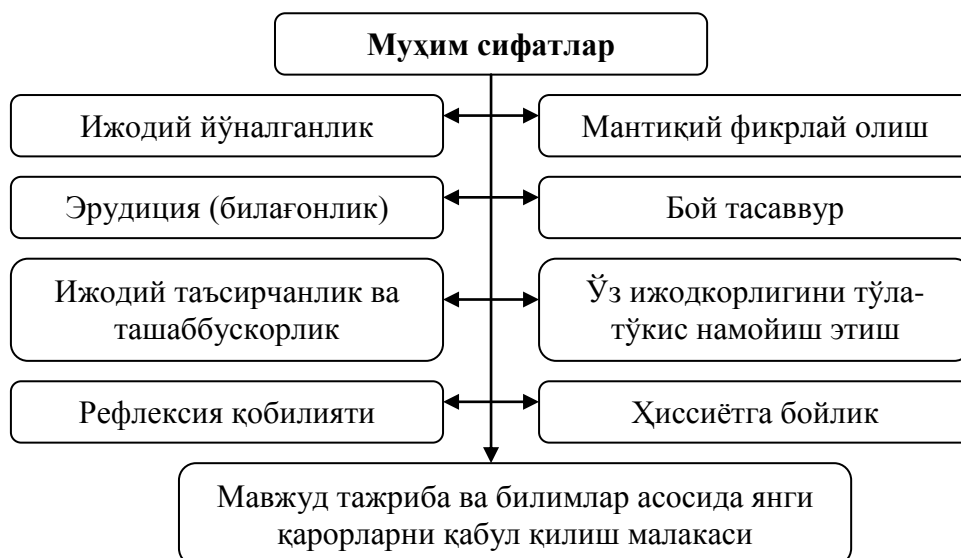 Муҳим сифатлар
Ижодий йўналганлик
Мантиқий фикрлай олиш
Эрудиция (билағонлик)
Бой тасаввур
Ижодий таъсирчанлик ва
ташаббускорлик
Ўз ижодкорлигини тўла-
тўкис намойиш этиш
Рефлексия қобилияти
Ҳиссиётга бойлик
Мавжуд тажриба ва билимлар асосида янги
қарорларни қабул қилиш малакаси